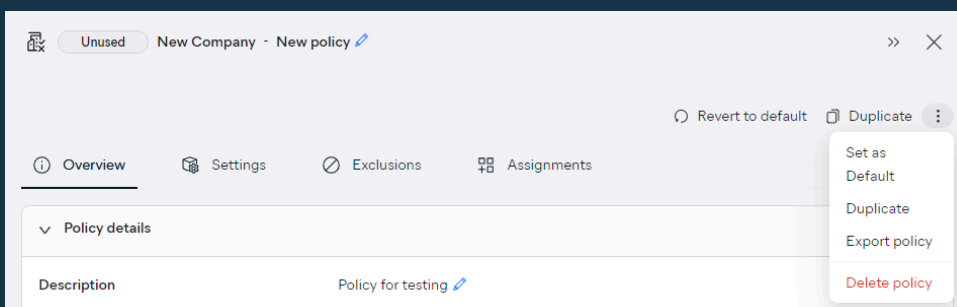 Unused New Company - New policy
Revert to default Duplicate
Overview Settings Exclusions Assignments
Set as
Default
Duplicate
Export policy
Delete policy
Policy details
Description Policy for testing